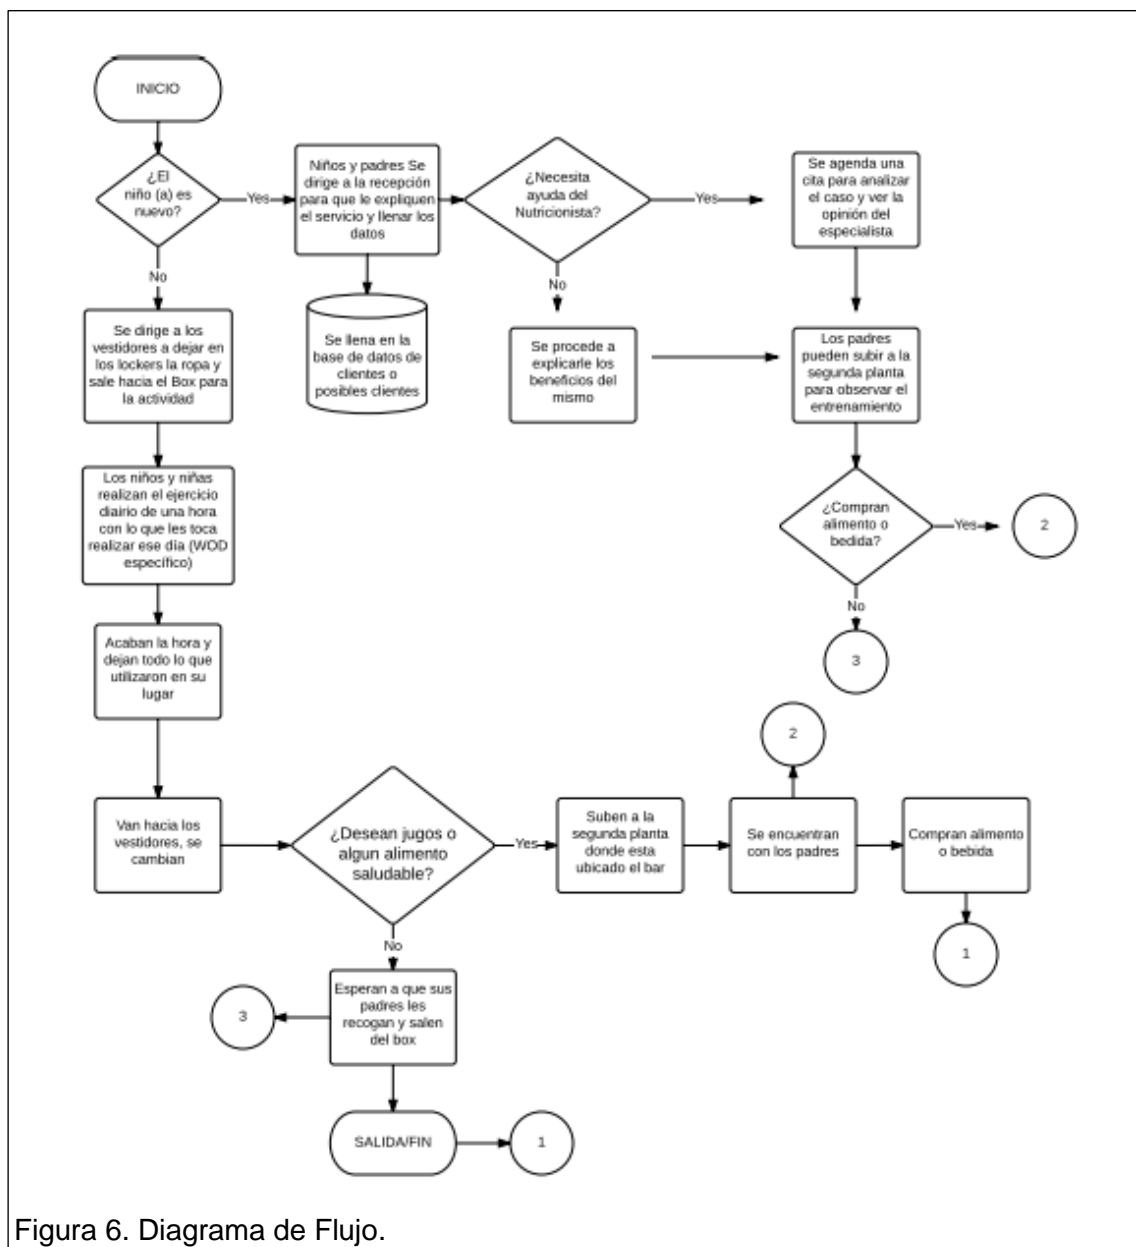 INICIO
¿El
niño (a) es
nuevo?
Yes
No
Niños y padres Se
dirige a la recepción
para que le expliquen
el servicio y llenar los
datos
Se llena en la
base de datos de
clientes o
posibles clientes
¿Necesita
ayuda del
Nutricionista?
Yes
No
Se agenda una
cita para analizar
el caso y ver la
opinión del
especialista
Se procede a
explicarle los
beneficios del
mismo
Los padres
pueden subir a la
segunda planta
para observar el
entrenamiento
¿Compran
alimento o
bedida?
Yes
2
No
3
Se dirige a los
vestidores a dejar en
los lockers la ropa y
sale hacia el Box para
la actividad
Los niños y niñas
realizan el ejercicio
diairio de una hora
con lo que les toca
realizar ese día (WOD
específico)
Acaban la hora y
dejan todo lo que
utilizaron en su
lugar
Van hacia los
vestidores, se
cambian
¿Desean jugos o
algun alimento
saludable?
Yes
No
Suben a la
segunda planta
donde esta
ubicado el bar
Se encuentran
con los padres
2
Compran alimento
o bebida
1
Esperan a que sus
padres les
recogan y salen
del box
3
SALIDA/FIN
1
Figura 6. Diagrama de Flujo.